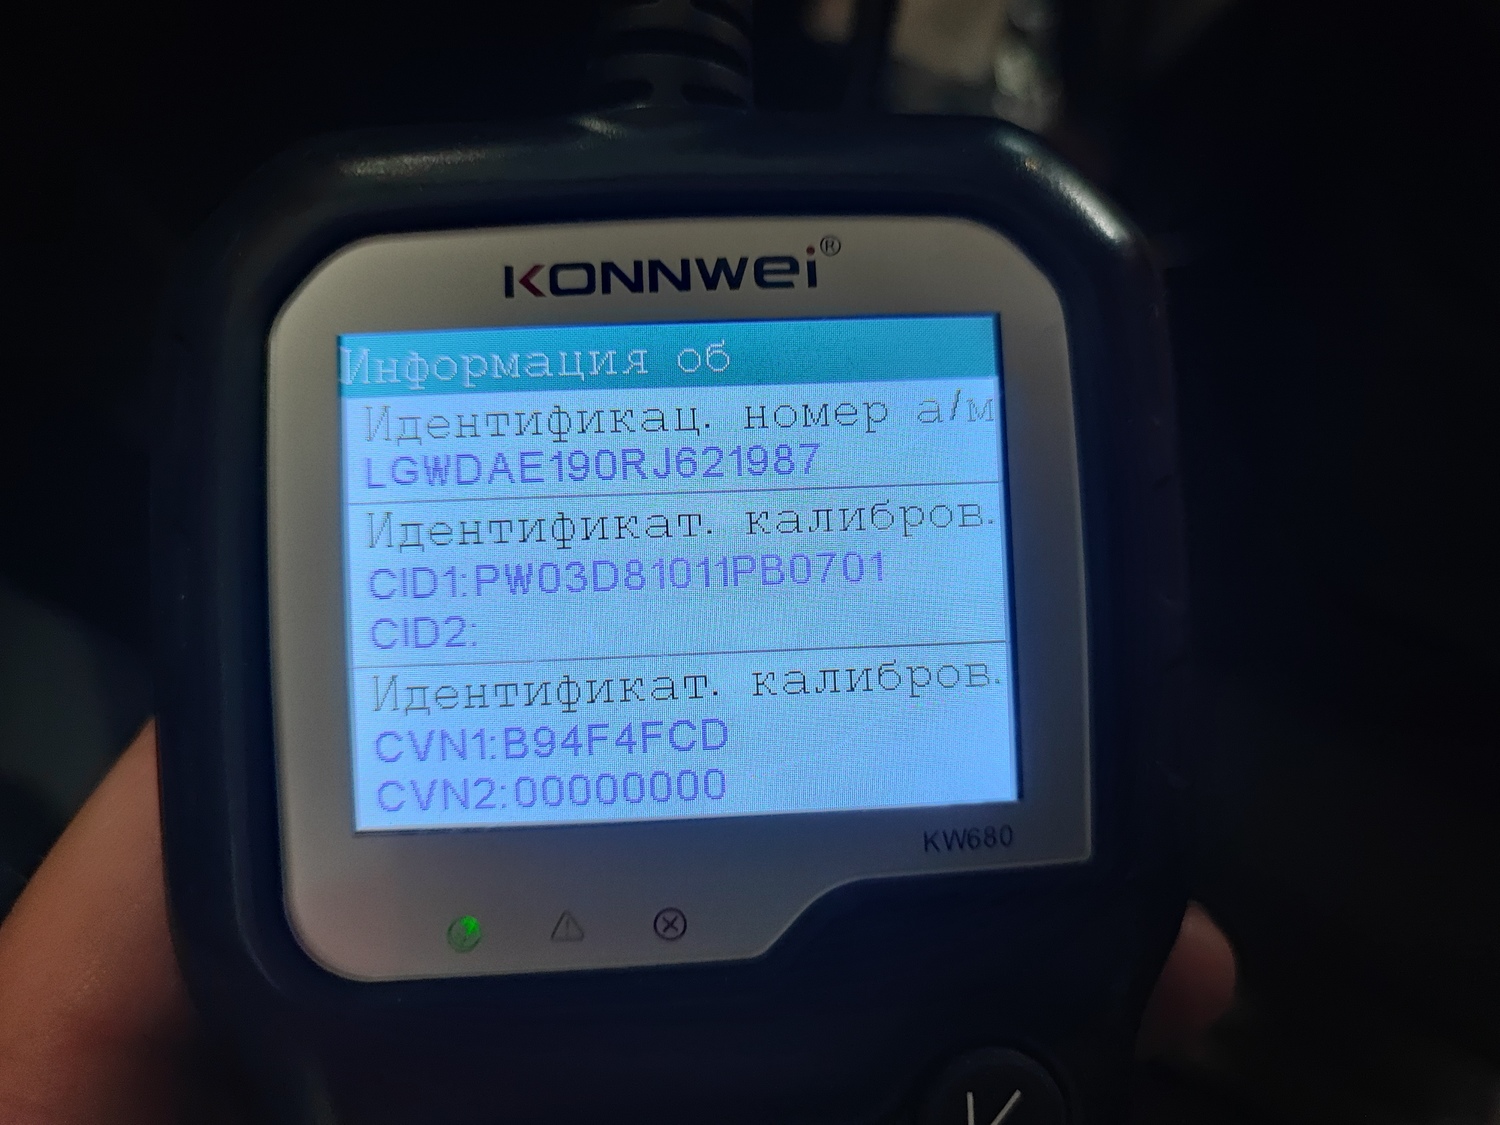 KONNWEI®
Информация об
Идентификац. номер а/м
LGWDAE190RJ621987
Идентификат. калибров.
CID1:PW03D81011PB0701
CID2:
Идентификат. калибров.
CVN1:B94F4FCD
CVN2:00000000
KW680